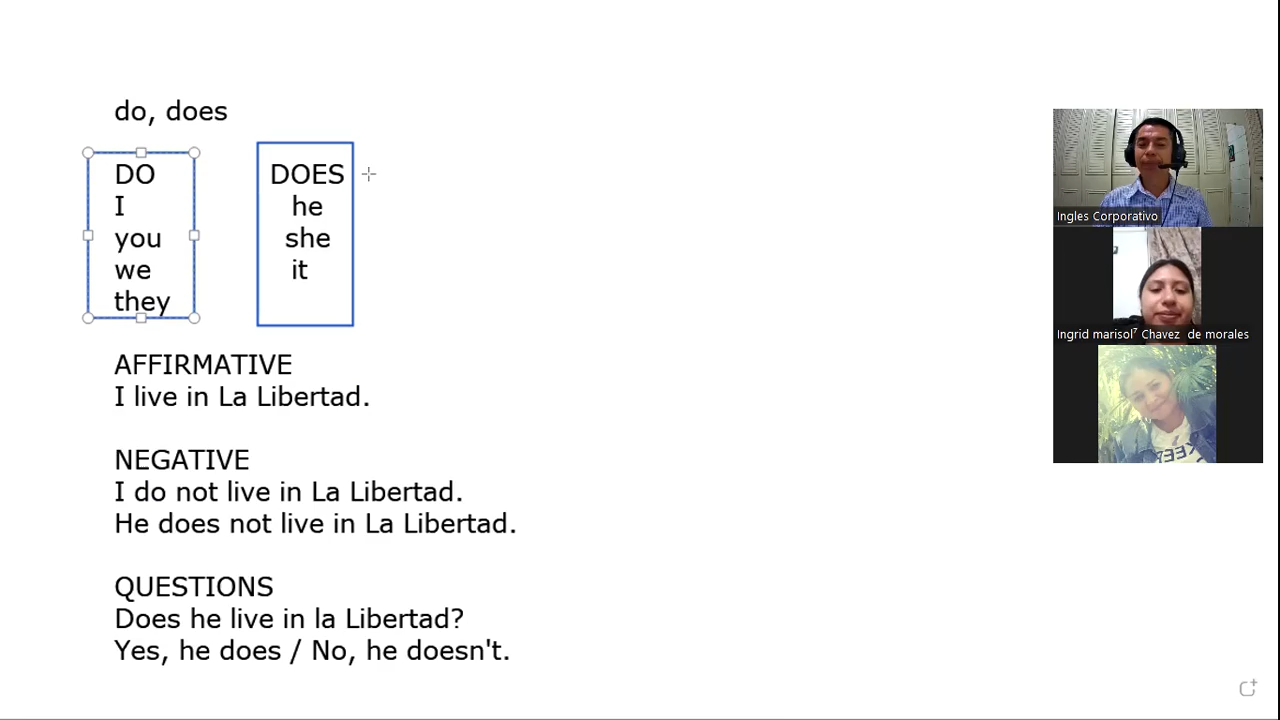 do, does
DO
I
you
we
they
DOES
he
she
it
AFFIRMATIVE
I live in La Libertad.
NEGATIVE
I do not live in La Libertad.
He does not live in La Libertad.
QUESTIONS
Does he live in la Libertad?
Yes, he does / No, he doesn't.
Ingles Corporativo
Ingrid marisol⁷ Chavez de morales